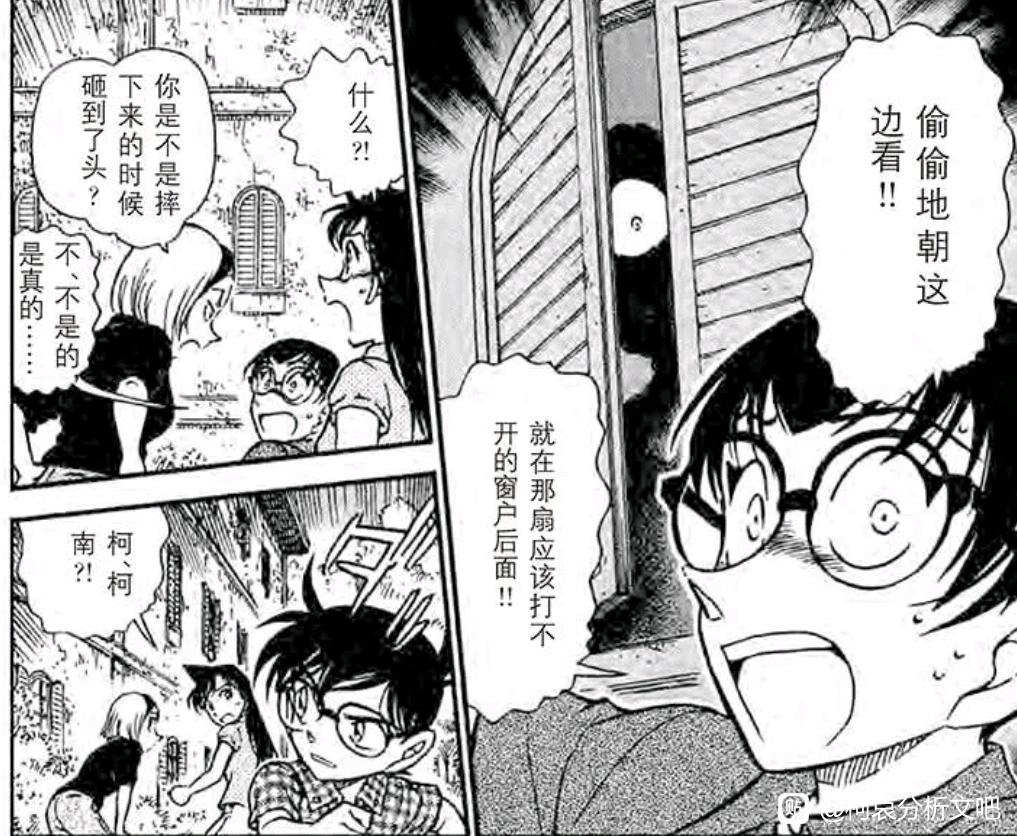 偷偷地朝这
边看!!
就在那扇应该打不
开的窗户后面!!
什么?!
你是不是摔
下来的时候
砸到了头?
不、不是的
是真的……
柯、柯
南?!
贴 @柯哀分析文吧